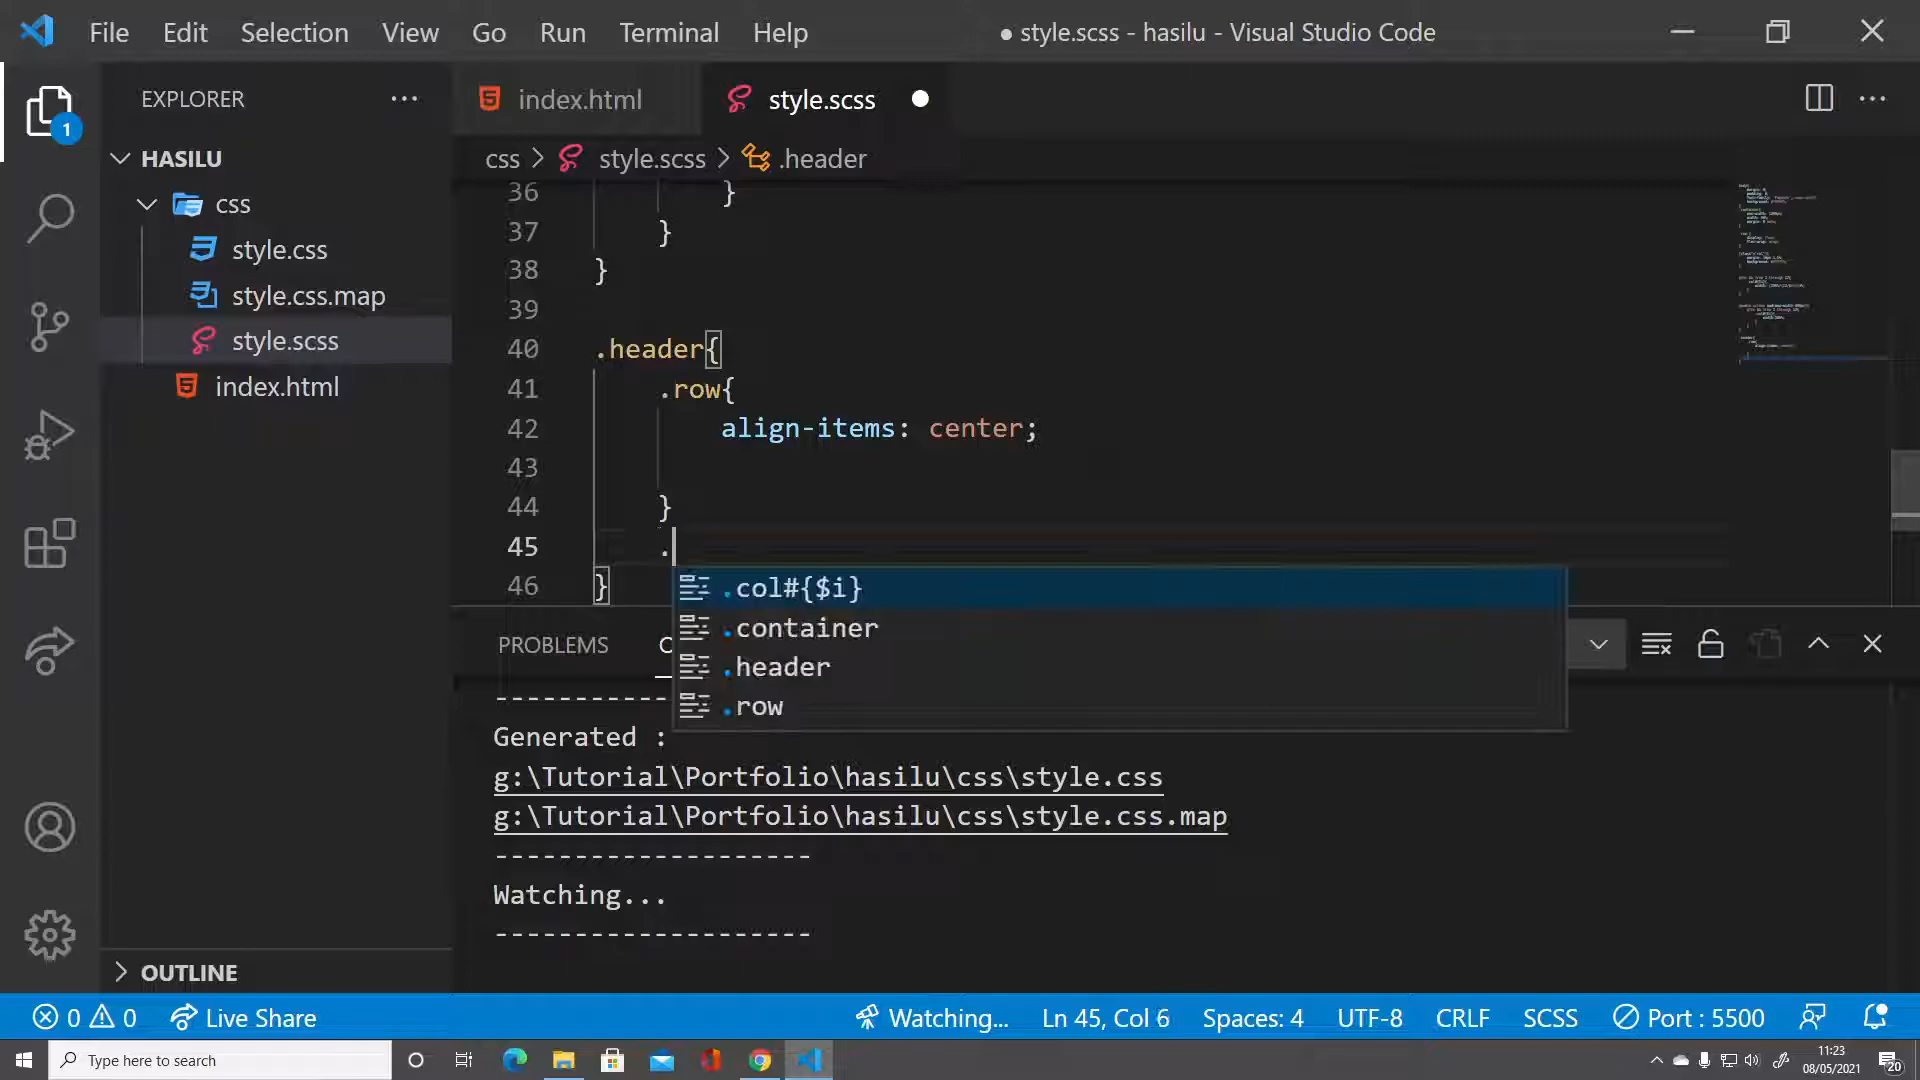 File Edit Selection View Go Run Terminal Help
● style.scss - hasilu - Visual Studio Code
EXPLORER
index.html
style.scss
1
HASILU
css
style.css
style.css.map
style.scss
index.html
OUTLINE
css > style.scss > .header
36 }
37 }
38 }
39
40 .header{
41 .row{
42 align-items: center;
43
44 }
45 .
46 }
.col#{$i}
.container
.header
.row
PROBLEMS
Generated :
g:\Tutorial\Portfolio\hasilu\css\style.css
g:\Tutorial\Portfolio\hasilu\css\style.css.map
--------------------
Watching...
--------------------
0 0 Live Share
Watching... Ln 45, Col 6 Spaces: 4 UTF-8 CRLF SCSS Port : 5500
Type here to search
11:23
08/05/2021
20